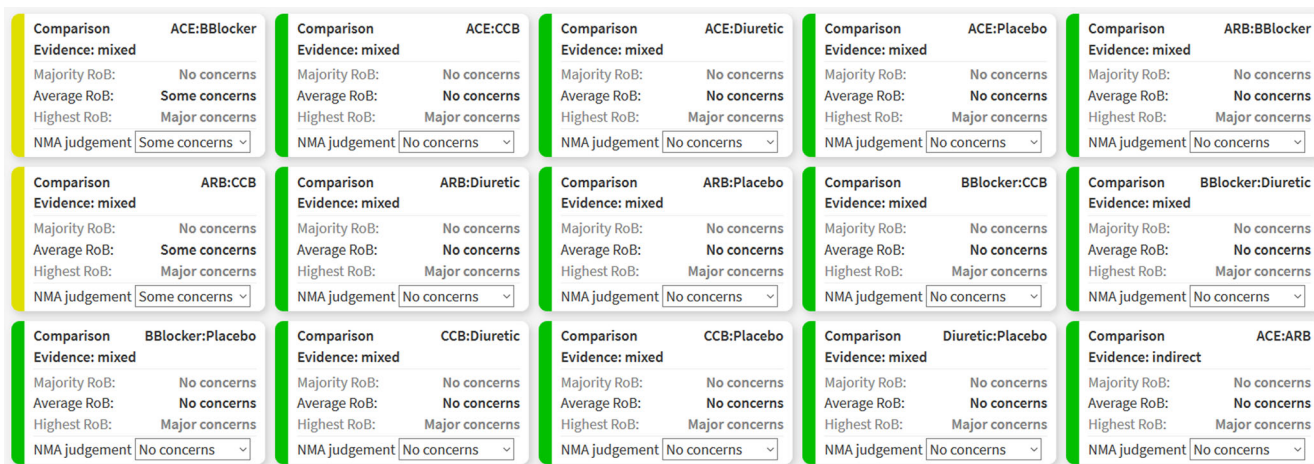 Comparison ACE:BBlocker
Evidence: mixed
Majority RoB: No concerns
Average RoB: Some concerns
Highest RoB: Major concerns
NMA judgement Some concerns
Comparison ACE:CCB
Evidence: mixed
Majority RoB: No concerns
Average RoB: No concerns
Highest RoB: Major concerns
NMA judgement No concerns
Comparison ACE:Diuretic
Evidence: mixed
Majority RoB: No concerns
Average RoB: No concerns
Highest RoB: Major concerns
NMA judgement No concerns
Comparison ACE:Placebo
Evidence: mixed
Majority RoB: No concerns
Average RoB: No concerns
Highest RoB: Major concerns
NMA judgement No concerns
Comparison ARB:BBlocker
Evidence: mixed
Majority RoB: No concerns
Average RoB: No concerns
Highest RoB: Major concerns
NMA judgement No concerns
Comparison ARB:CCB
Evidence: mixed
Majority RoB: No concerns
Average RoB: Some concerns
Highest RoB: Major concerns
NMA judgement Some concerns
Comparison ARB:Diuretic
Evidence: mixed
Majority RoB: No concerns
Average RoB: No concerns
Highest RoB: Major concerns
NMA judgement No concerns
Comparison ARB:Placebo
Evidence: mixed
Majority RoB: No concerns
Average RoB: No concerns
Highest RoB: Major concerns
NMA judgement No concerns
Comparison BBlocker:CCB
Evidence: mixed
Majority RoB: No concerns
Average RoB: No concerns
Highest RoB: Major concerns
NMA judgement No concerns
Comparison BBlocker:Diuretic
Evidence: mixed
Majority RoB: No concerns
Average RoB: No concerns
Highest RoB: Major concerns
NMA judgement No concerns
Comparison BBlocker:Placebo
Evidence: mixed
Majority RoB: No concerns
Average RoB: No concerns
Highest RoB: Major concerns
NMA judgement No concerns
Comparison CCB:Diuretic
Evidence: mixed
Majority RoB: No concerns
Average RoB: No concerns
Highest RoB: Major concerns
NMA judgement No concerns
Comparison CCB:Placebo
Evidence: mixed
Majority RoB: No concerns
Average RoB: No concerns
Highest RoB: Major concerns
NMA judgement No concerns
Comparison Diuretic:Placebo
Evidence: mixed
Majority RoB: No concerns
Average RoB: No concerns
Highest RoB: Major concerns
NMA judgement No concerns
Comparison ACE:ARB
Evidence: indirect
Majority RoB: No concerns
Average RoB: No concerns
Highest RoB: Major concerns
NMA judgement No concerns